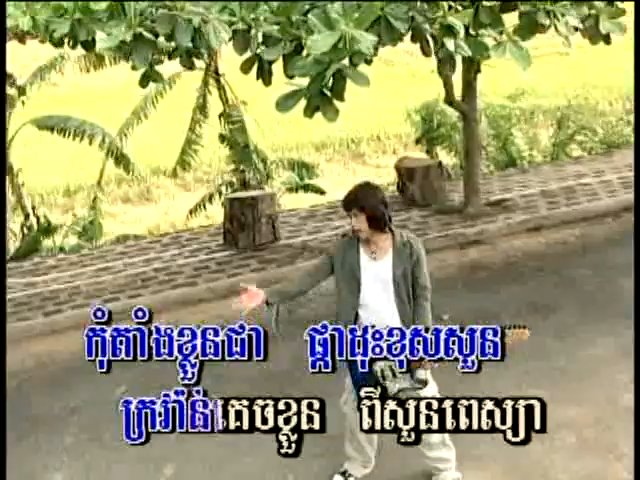 កុំតាំងខ្លួនជា ផ្កាដុះខុសសួន
ក្រវ៉ាន់គេចខ្លួន ពីសួនពេស្យា